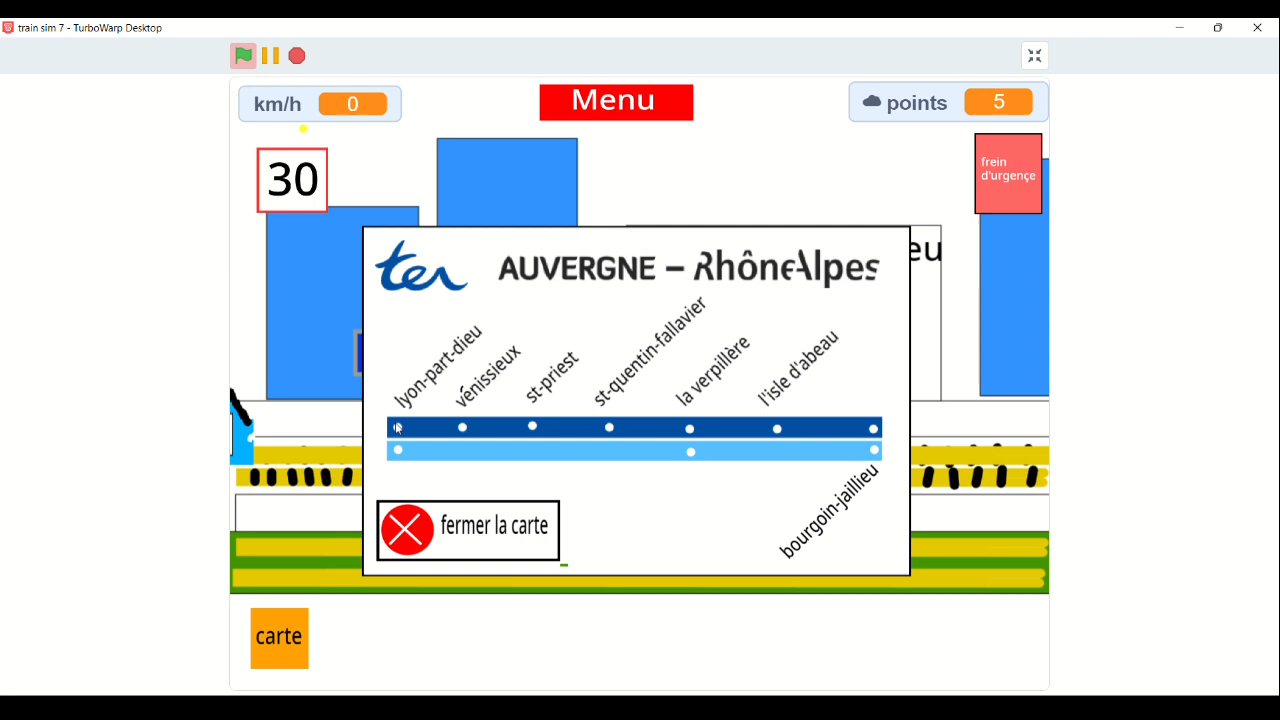 train sim 7 - TurboWarp Desktop
km/h 0
Menu
points 5
30
frein
d'urgençe
eu
ter
AUVERGNE – RhôneAlpes
lyon-part-dieu
vénissieux
st-priest
st-quentin-fallavier
la verpillère
l'isle d'abeau
bourgoin-jaillieu
fermer la carte
carte